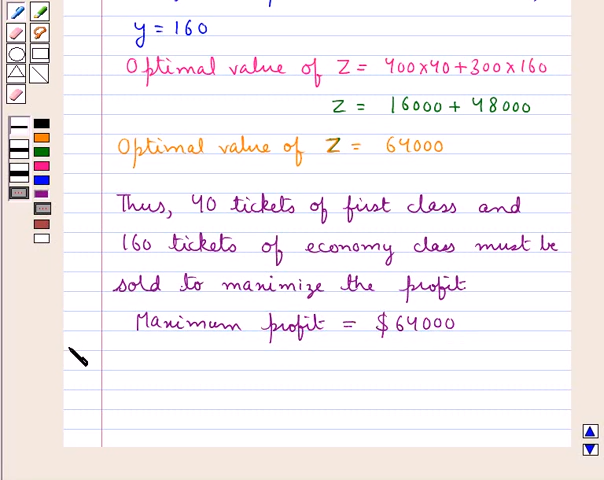 y = 160
Optimal value of Z = 400×40+300×160
Z = 16000 + 48000
Optimal value of Z = 64000
Thus, 40 tickets of first class and
160 tickets of economy class must be
sold to maximize the profit
Maximum profit = $64000